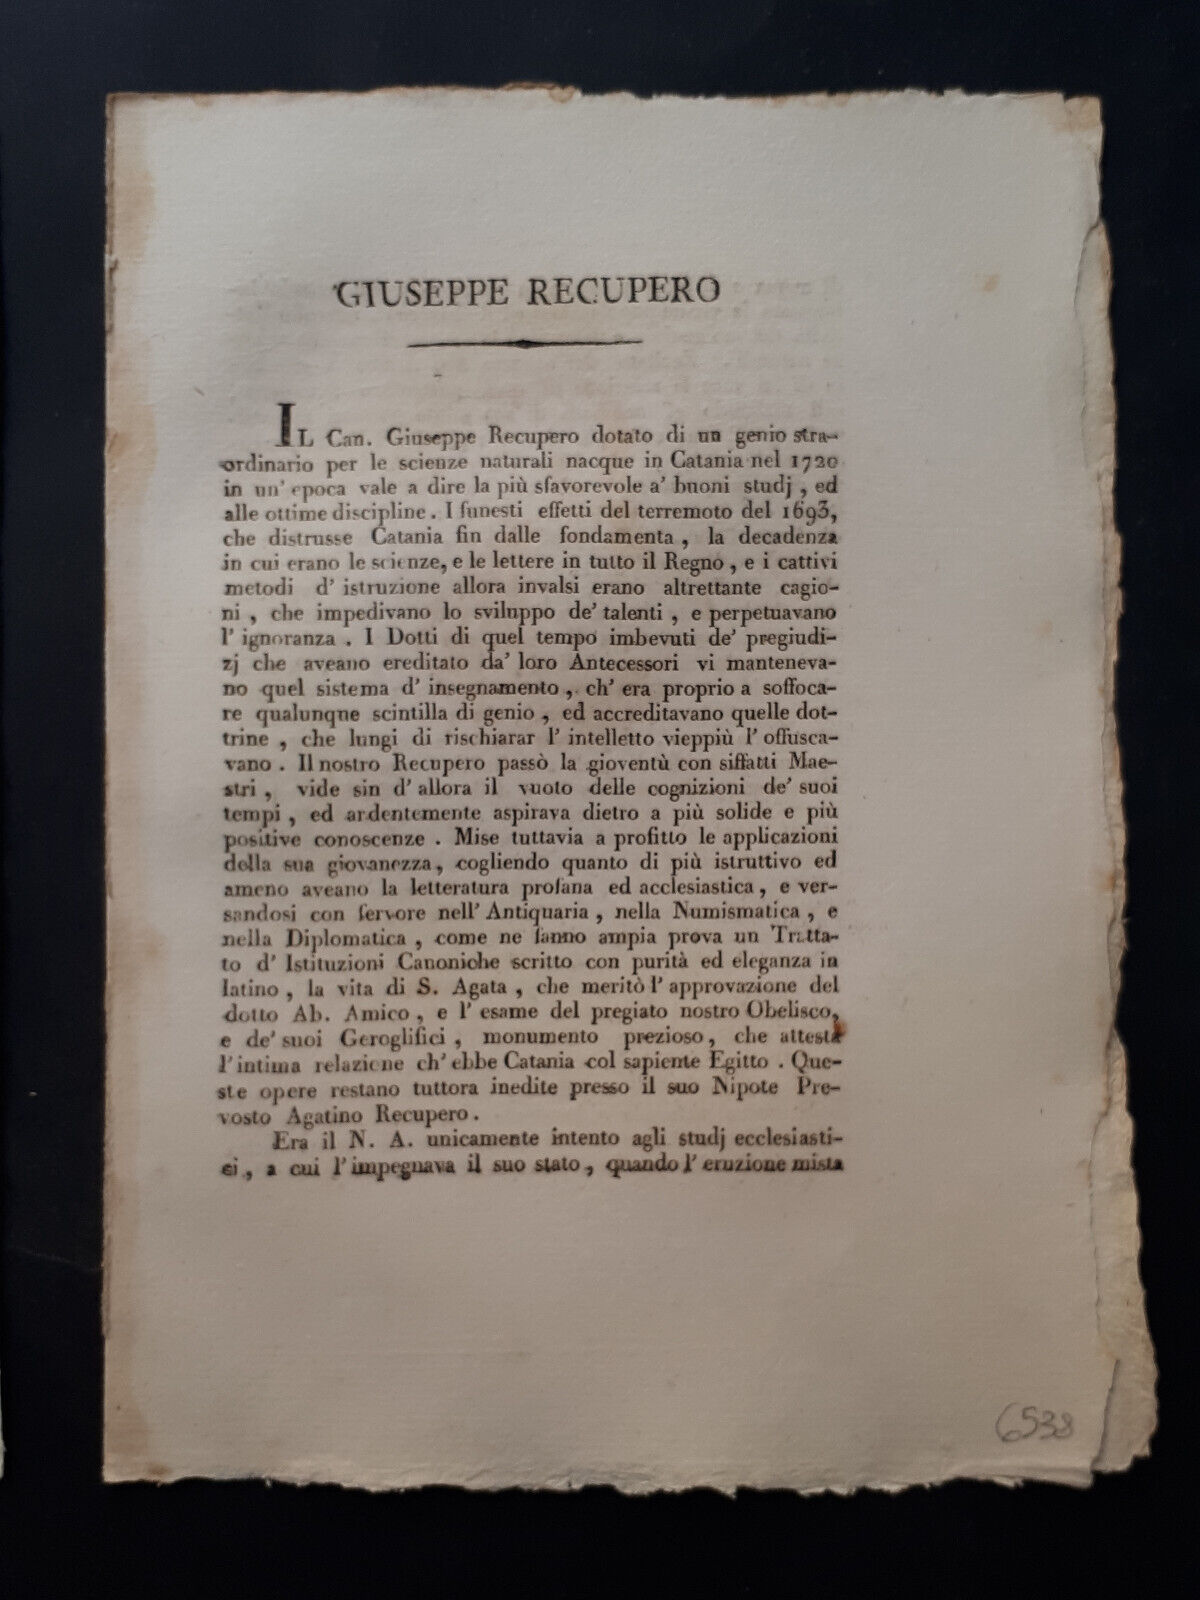 GIUSEPPE RECUPERO
IL Can. Giuseppe Recupero dotato di un genio stra-
ordinario per le scienze naturali nacque in Catania nel 1720
in un' epoca vale a dire la più sfavorevole a' buoni studj , ed
alle ottime discipline . I funesti effetti del terremoto del 1693,
che distrusse Catania fin dalle fondamenta , la decadenza
in cui erano le scienze, e le lettere in tutto il Regno , e i cattivi
metodi d' istruzione allora invalsi erano altrettante cagio-
ni , che impedivano lo sviluppo de' talenti , e perpetuavano
l' ignoranza . I Dotti di quel tempo imbevuti de' pregiudi-
zj che aveano ereditato da' loro Antecessori vi manteneva-
no quel sistema d' insegnamento , ch' era proprio a soffoca-
re qualunque scintilla di genio , ed accreditavano quelle dot-
trine , che lungi di rischiarar l' intelletto vieppiù l' offusca-
vano . Il nostro Recupero passò la gioventù con siffatti Mae-
stri , vide sin d' allora il vuoto delle cognizioni de' suoi
tempi , ed ardentemente aspirava dietro a più solide e più
positive conoscenze . Mise tuttavia a profitto le applicazioni
della sua giovanezza , cogliendo quanto di più istruttivo ed
ameno aveano la letteratura profana ed acclesiastica , e ver-
sandosi con fervore nell' Antiquaria , nella Numismatica , e
nella Diplomatica , come ne fanno ampia prova un Tratta-
to d' Istituzioni Canoniche scritto con purità ed eleganza in
latino , la vita di S. Agata , che meritò l' approvazione del
dotto Ab. Amico , e l' esame del pregiato nostro Obelisco,
e de' suoi Geroglifici , monumento prezioso, che attesta
l' intima relazione ch' ebbe Catania col sapiente Egitto . Que-
ste opere restano tuttora inedite presso il suo Nipote Pre-
vosto Agatino Recupero .
Era il N. A. unicamente intento agli studj ecclesiasti-
ci , a cui l' impegnava il suo stato , quando l' eruzione mista
6538